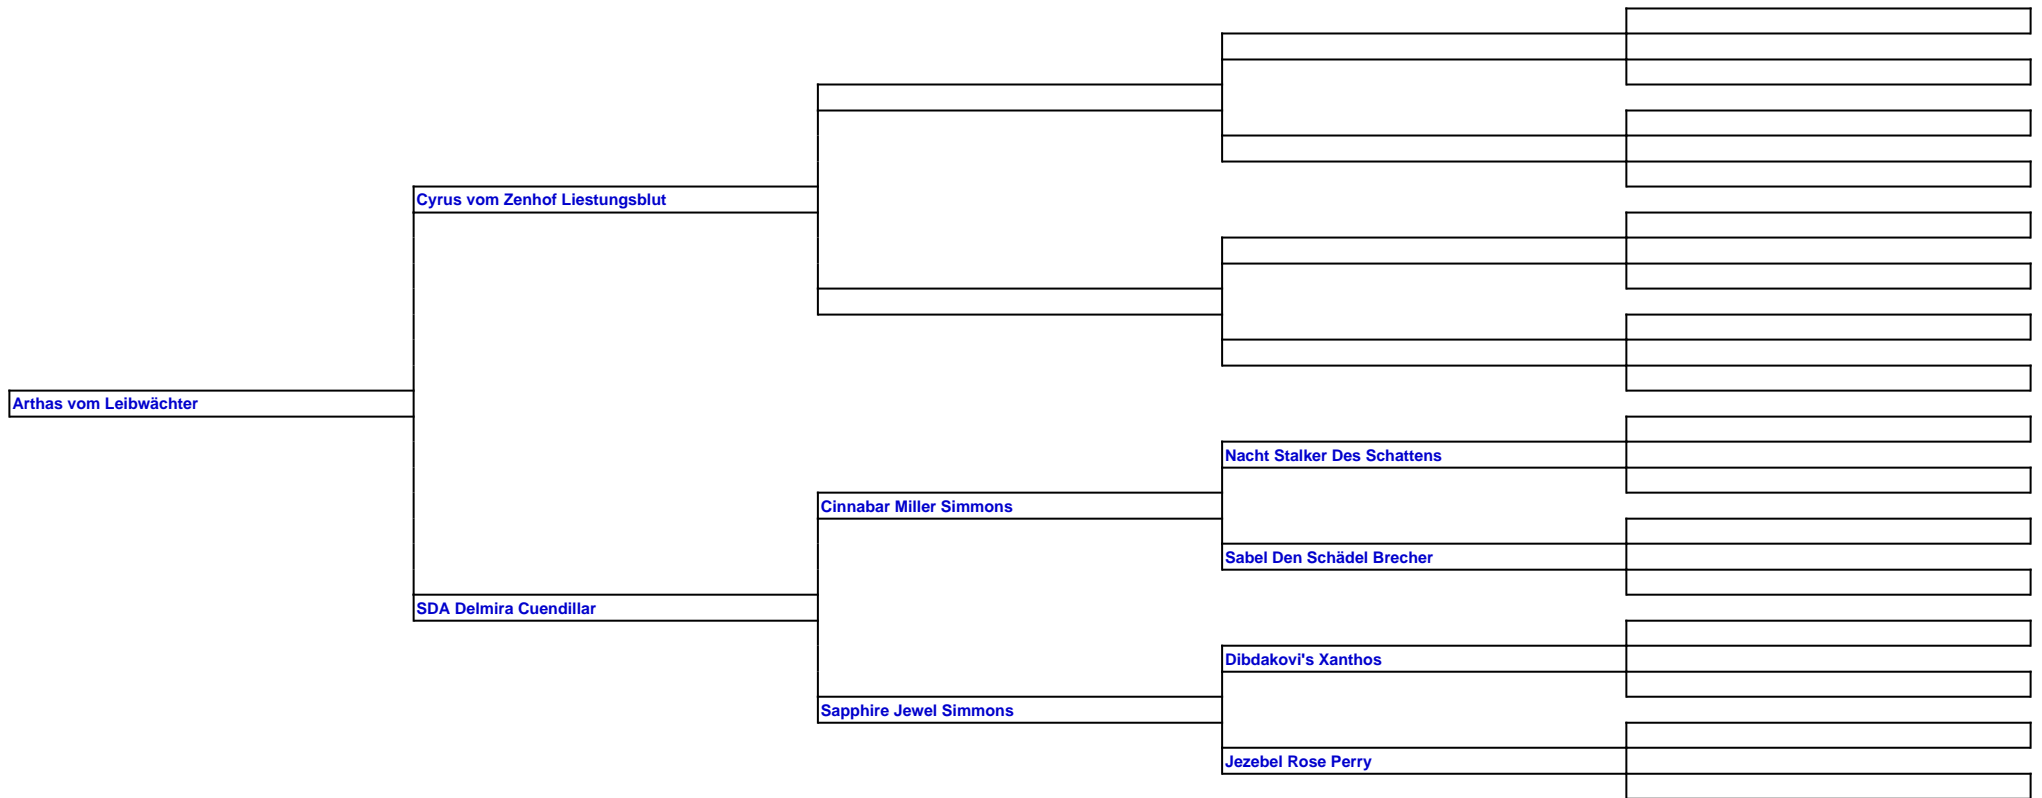 Cyrus vom Zenhof Liestungsblut
Arthas vom Leibwächter
Nacht Stalker Des Schattens
Cinnabar Miller Simmons
Sabel Den Schädel Brecher
SDA Delmira Cuendillar
Dibdakovi's Xanthos
Sapphire Jewel Simmons
Jezebel Rose Perry